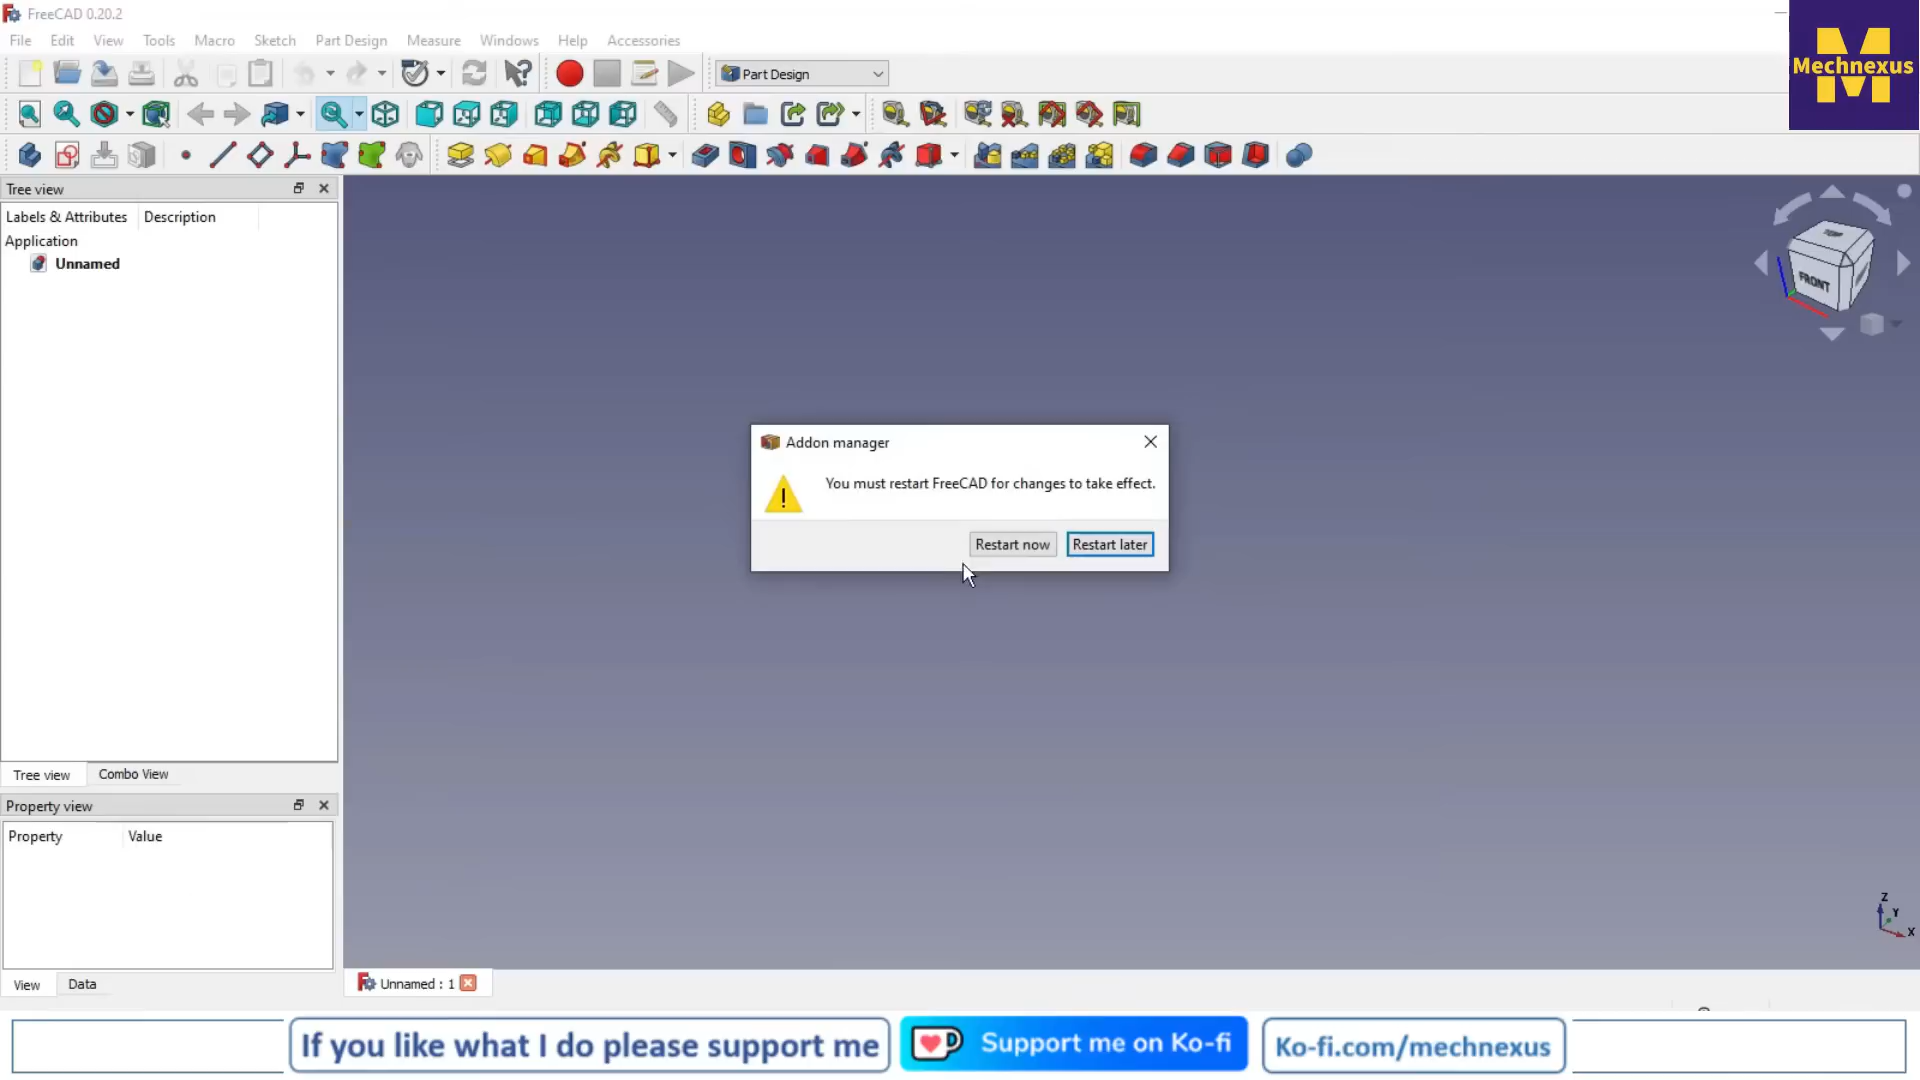 FreeCAD 0.20.2
File Edit View Tools Macro Sketch Part Design Measure Windows Help Accessories
Part Design
Mechnexus
Tree view
Labels & Attributes Description
Application
Unnamed
FRONT
Addon manager
You must restart FreeCAD for changes to take effect.
Restart now Restart later
Tree view Combo View
Property view
Property Value
Z
Y
X
View Data
Unnamed : 1
If you like what I do please support me
Support me on Ko-fi
Ko-fi.com/mechnexus